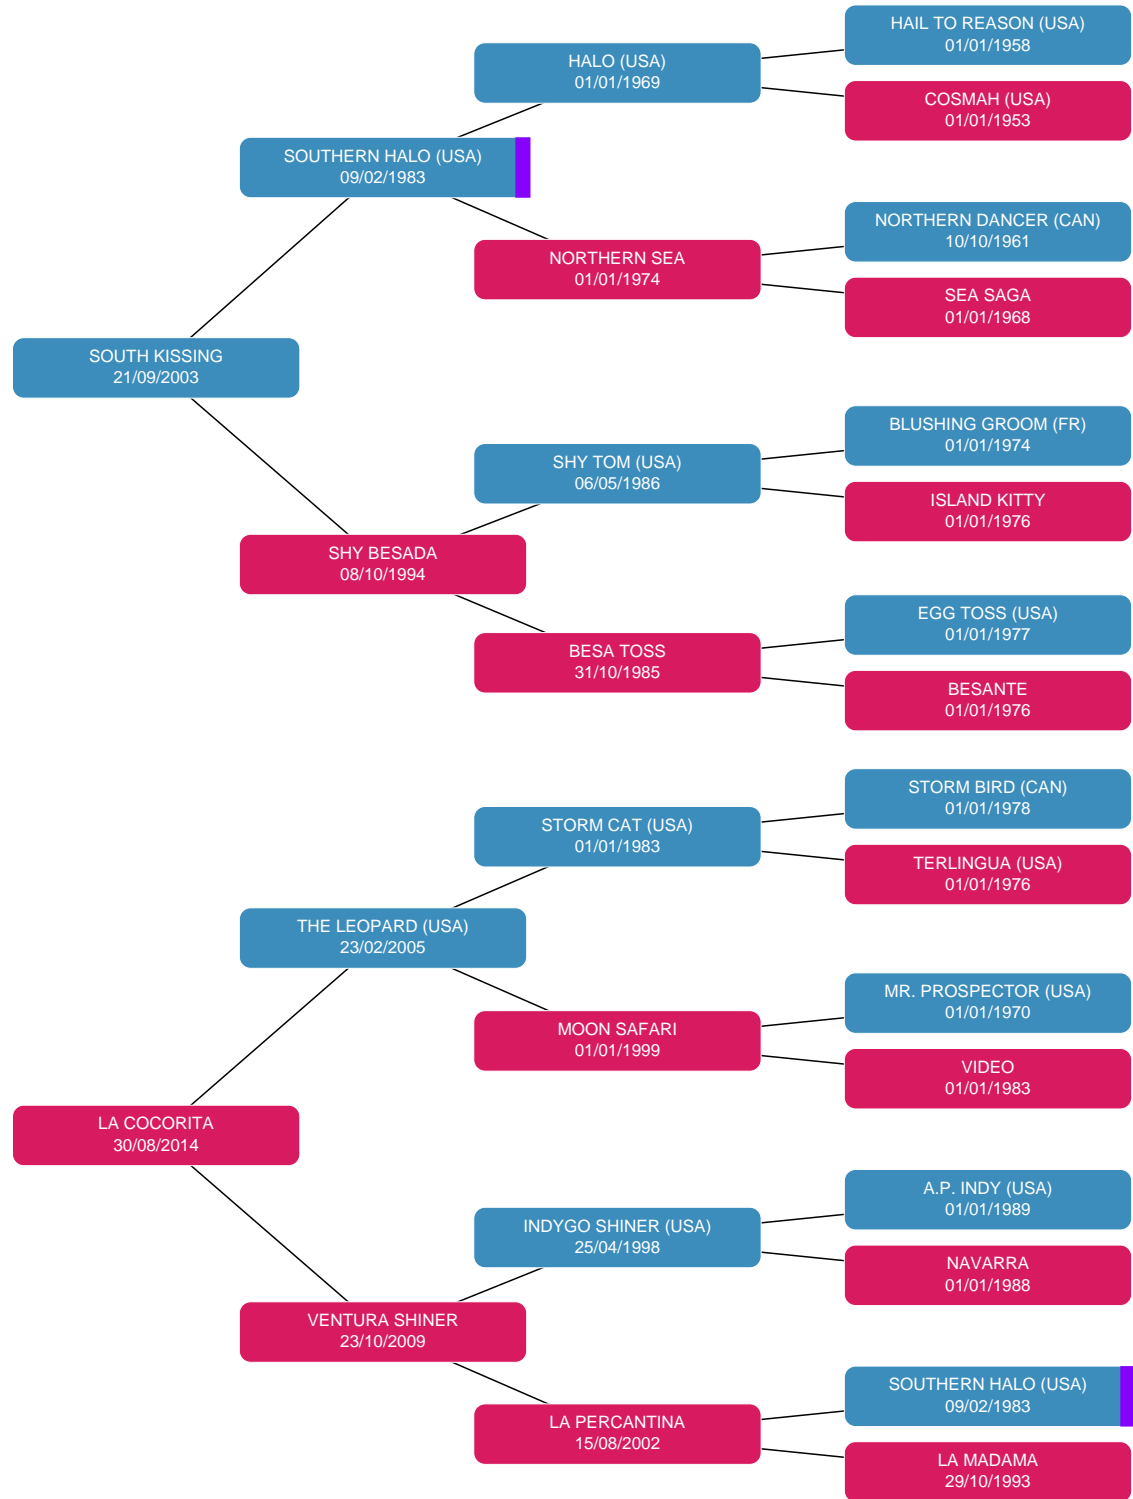 HAIL TO REASON (USA)
01/01/1958
HALO (USA)
01/01/1969
COSMAH (USA)
01/01/1953
SOUTHERN HALO (USA)
09/02/1983
NORTHERN DANCER (CAN)
10/10/1961
NORTHERN SEA
01/01/1974
SEA SAGA
01/01/1968
SOUTH KISSING
21/09/2003
BLUSHING GROOM (FR)
01/01/1974
SHY TOM (USA)
06/05/1986
ISLAND KITTY
01/01/1976
SHY BESADA
08/10/1994
EGG TOSS (USA)
01/01/1977
BESA TOSS
31/10/1985
BESANTE
01/01/1976
STORM BIRD (CAN)
01/01/1978
STORM CAT (USA)
01/01/1983
TERLINGUA (USA)
01/01/1976
THE LEOPARD (USA)
23/02/2005
MR. PROSPECTOR (USA)
01/01/1970
MOON SAFARI
01/01/1999
VIDEO
01/01/1983
LA COCORITA
30/08/2014
A.P. INDY (USA)
01/01/1989
INDYGO SHINER (USA)
25/04/1998
NAVARRA
01/01/1988
VENTURA SHINER
23/10/2009
SOUTHERN HALO (USA)
09/02/1983
LA PERCANTINA
15/08/2002
LA MADAMA
29/10/1993